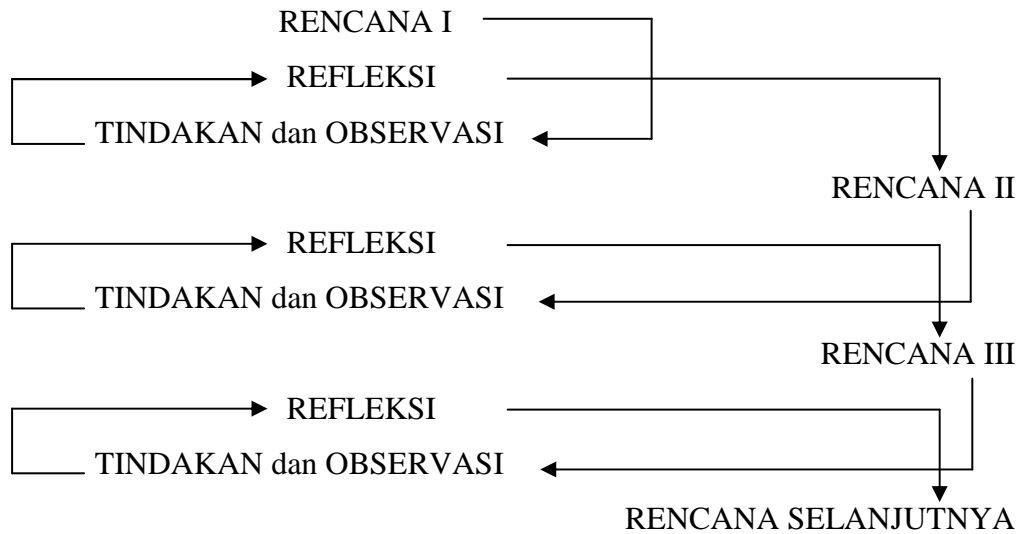 RENCANA I
REFLEKSI
TINDAKAN dan OBSERVASI
RENCANA II
REFLEKSI
TINDAKAN dan OBSERVASI
RENCANA III
REFLEKSI
TINDAKAN dan OBSERVASI
RENCANA SELANJUTNYA